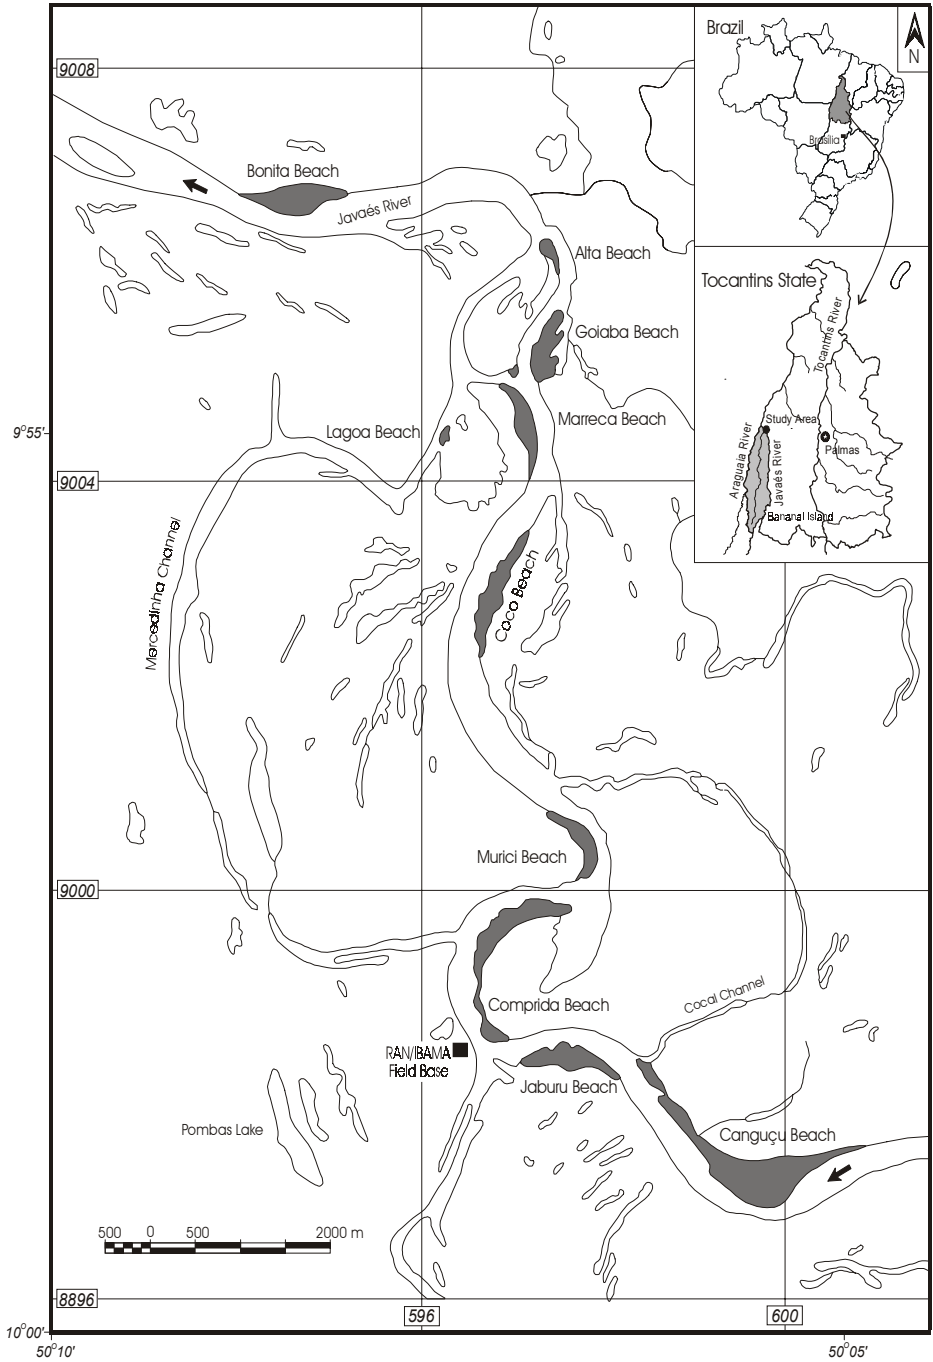 Brazil
N
Brasília
9008
Bonita Beach
Javaés River
Alta Beach
Tocantins State
Tocantins River
Goiaba Beach
Marreca Beach
Lagoa Beach
9°55'
Study Area
Palmas
Araguaia River
Javaés River
Bananal Island
9004
Mercedinha Channel
Coco Beach
Murici Beach
9000
Comprida Beach
Cocal Channel
RAN/IBAMA
Field Base
Jaburu Beach
Pombas Lake
Canguçu Beach
500 0 500 2000 m
8896
596
600
10°00'
50°10'
50°05'